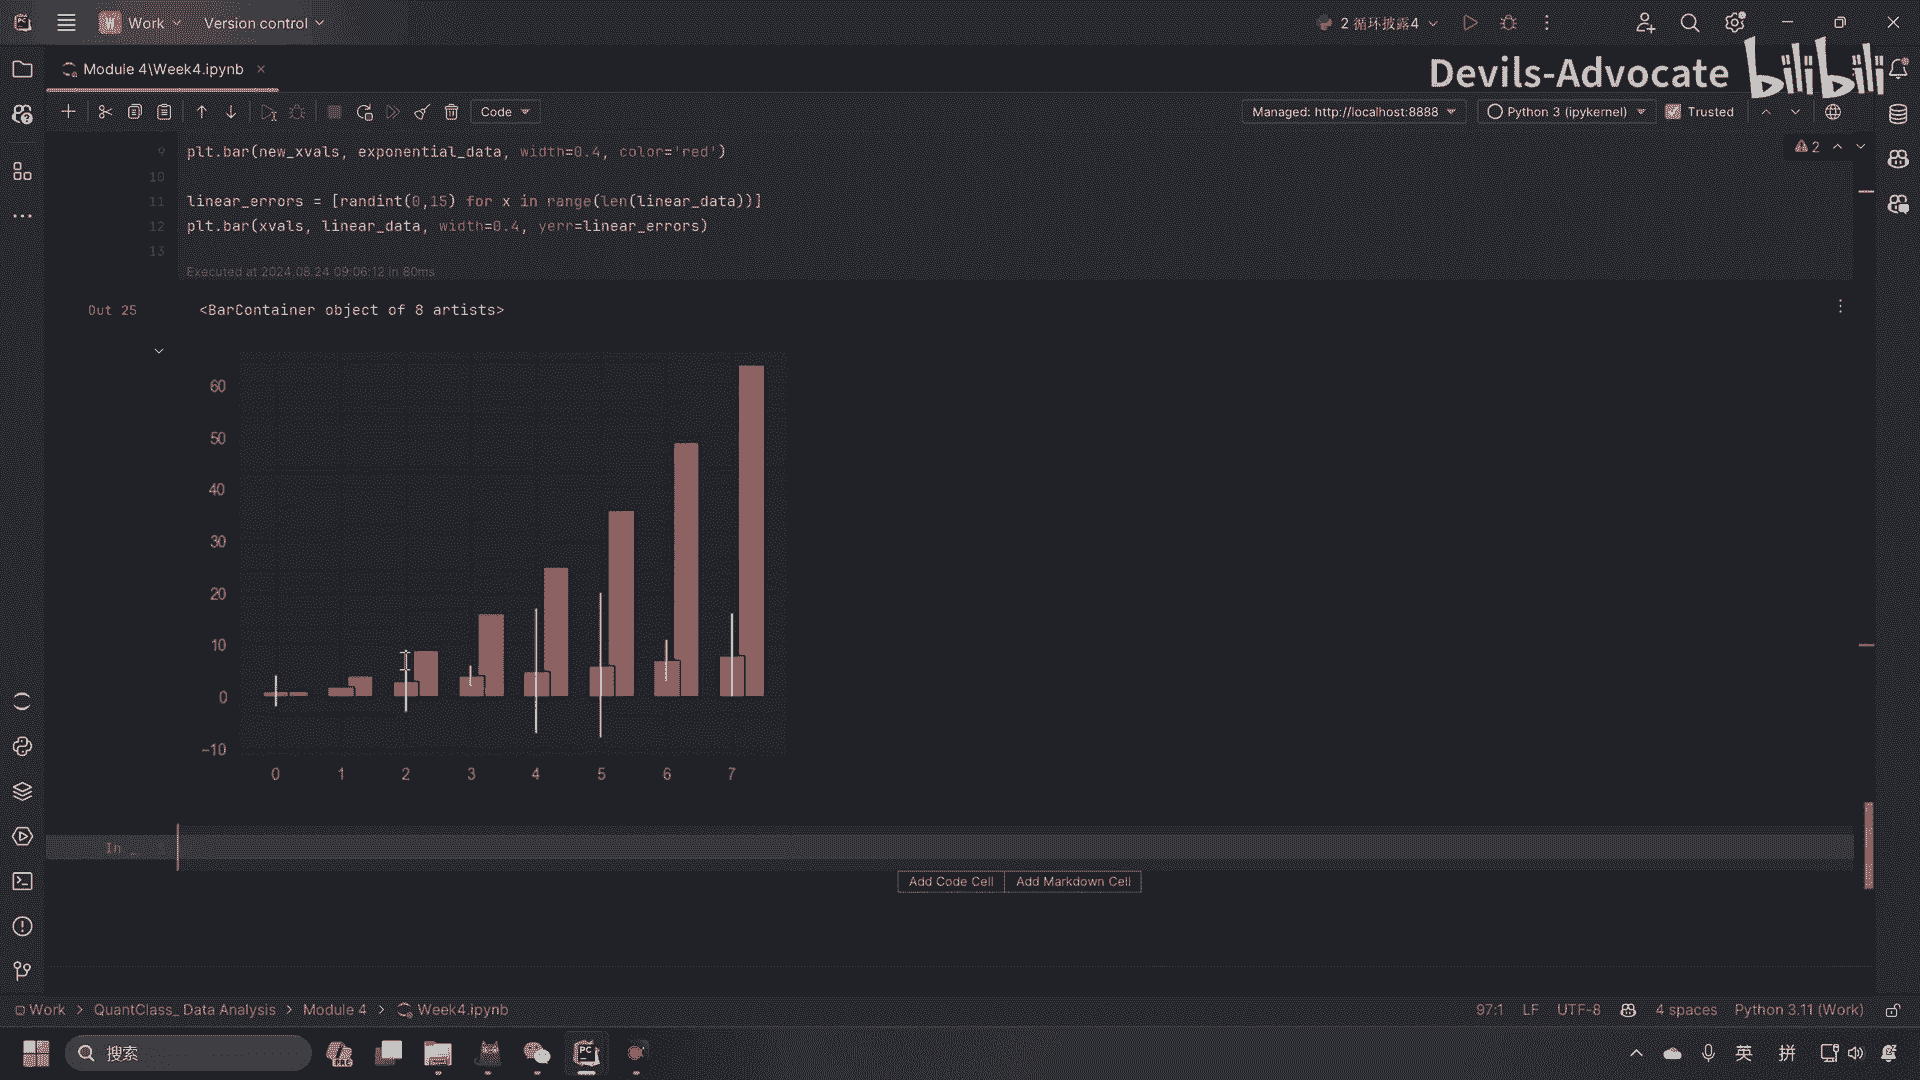 Work
Version control
2 循环披露4
Module 4\Week4.ipynb
Devils-Advocate bilibili
Code
Managed: http://localhost:8888
Python 3 (ipykernel)
Trusted
2
9 plt.bar(new_xvals, exponential_data, width=0.4, color='red')
10
11 linear_errors = [randint(0,15) for x in range(len(linear_data))]
12 plt.bar(xvals, linear_data, width=0.4, yerr=linear_errors)
13
Executed at 2024.08.24 09:06:12 in 80ms
Out 25
<BarContainer object of 8 artists>
60
50
40
30
20
10
0
−10
0 1 2 3 4 5 6 7
In _
Add Code Cell
Add Markdown Cell
Work > QuantClass_ Data Analysis > Module 4 > Week4.ipynb
97:1 LF UTF-8 4 spaces Python 3.11 (Work)
搜索
PC
英
拼